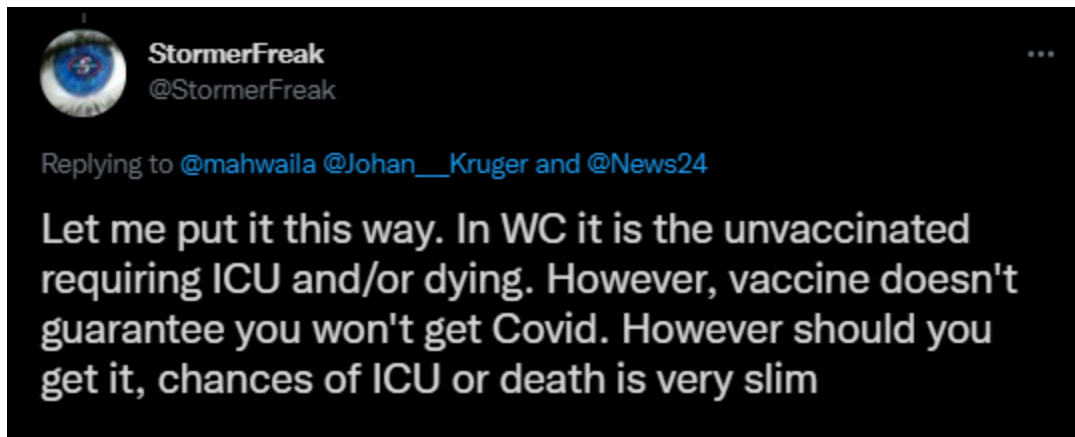 StormerFreak
@StormerFreak
Replying to @mahwaila @Johan___Kruger and @News24
Let me put it this way. In WC it is the unvaccinated
requiring ICU and/or dying. However, vaccine doesn't
guarantee you won't get Covid. However should you
get it, chances of ICU or death is very slim